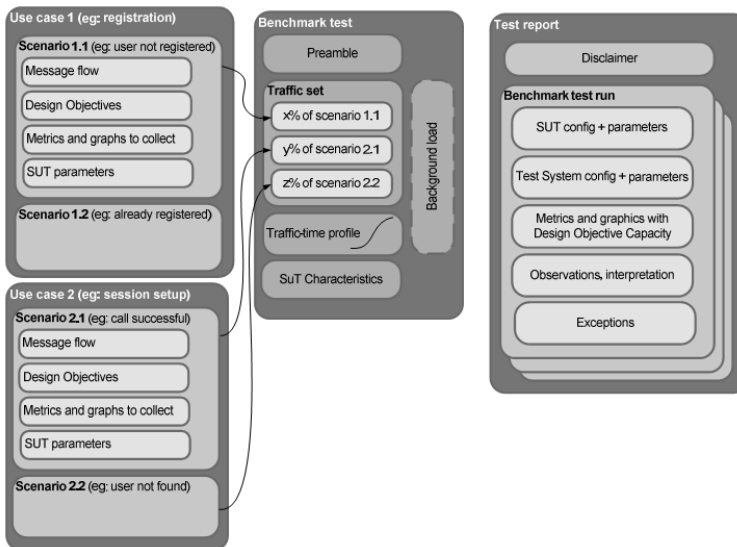 Use case 1 (eg: registration)
Scenario 1.1 (eg: user not registered)
Message flow
Design Objectives
Metrics and graphs to collect
SUT parameters
Scenario 1.2 (eg: already registered)
Use case 2 (eg: session setup)
Scenario 2.1 (eg: call successful)
Message flow
Design Objectives
Metrics and graphs to collect
SUT parameters
Scenario 2.2 (eg: user not found)
Benchmark test
Preamble
Traffic set
x% of scenario 1.1
y% of scenario 2.1
z% of scenario 2.2
Background load
Traffic-time profile
SuT Characteristics
Test report
Disclaimer
Benchmark test run
SUT config + parameters
Test System config + parameters
Metrics and graphics with
Design Objective Capacity
Observations, interpretation
Exceptions